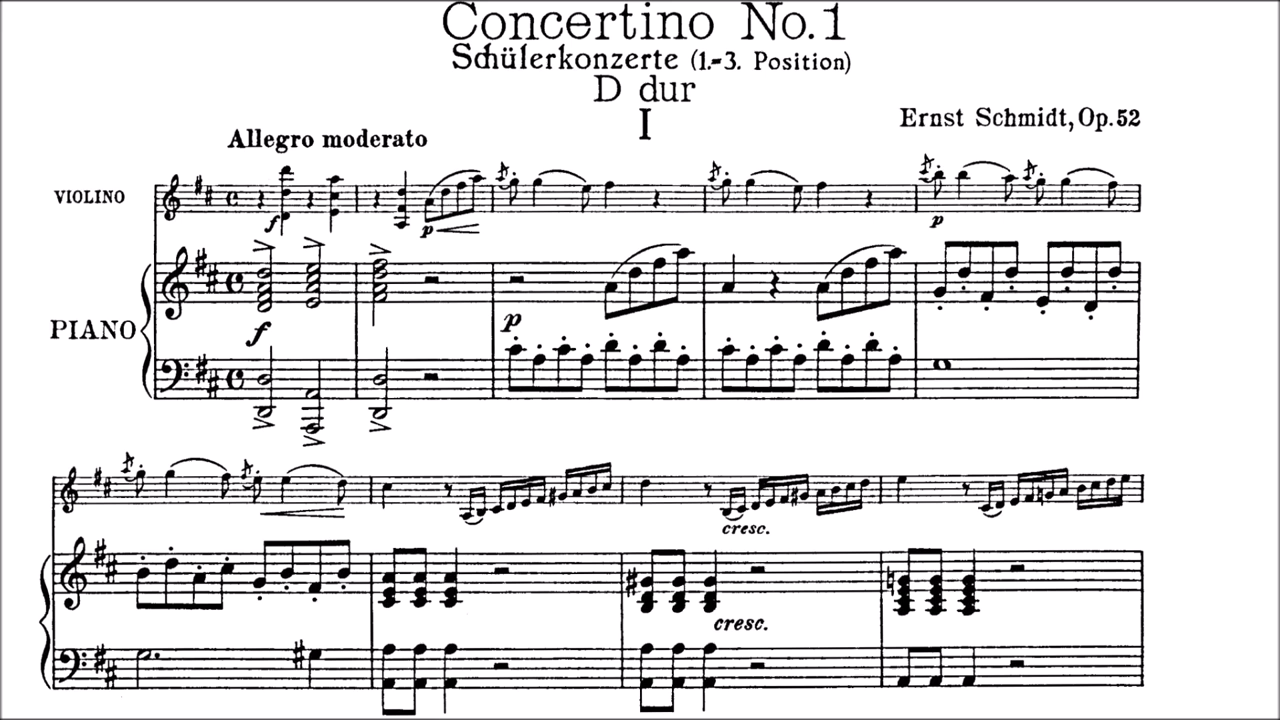 Concertino No.1
Schülerkonzerte (1.-3. Position)
D dur
I
Ernst Schmidt, Op. 52
Allegro moderato
VIOLINO
f
p
p
PIANO
f
p
cresc.
cresc.